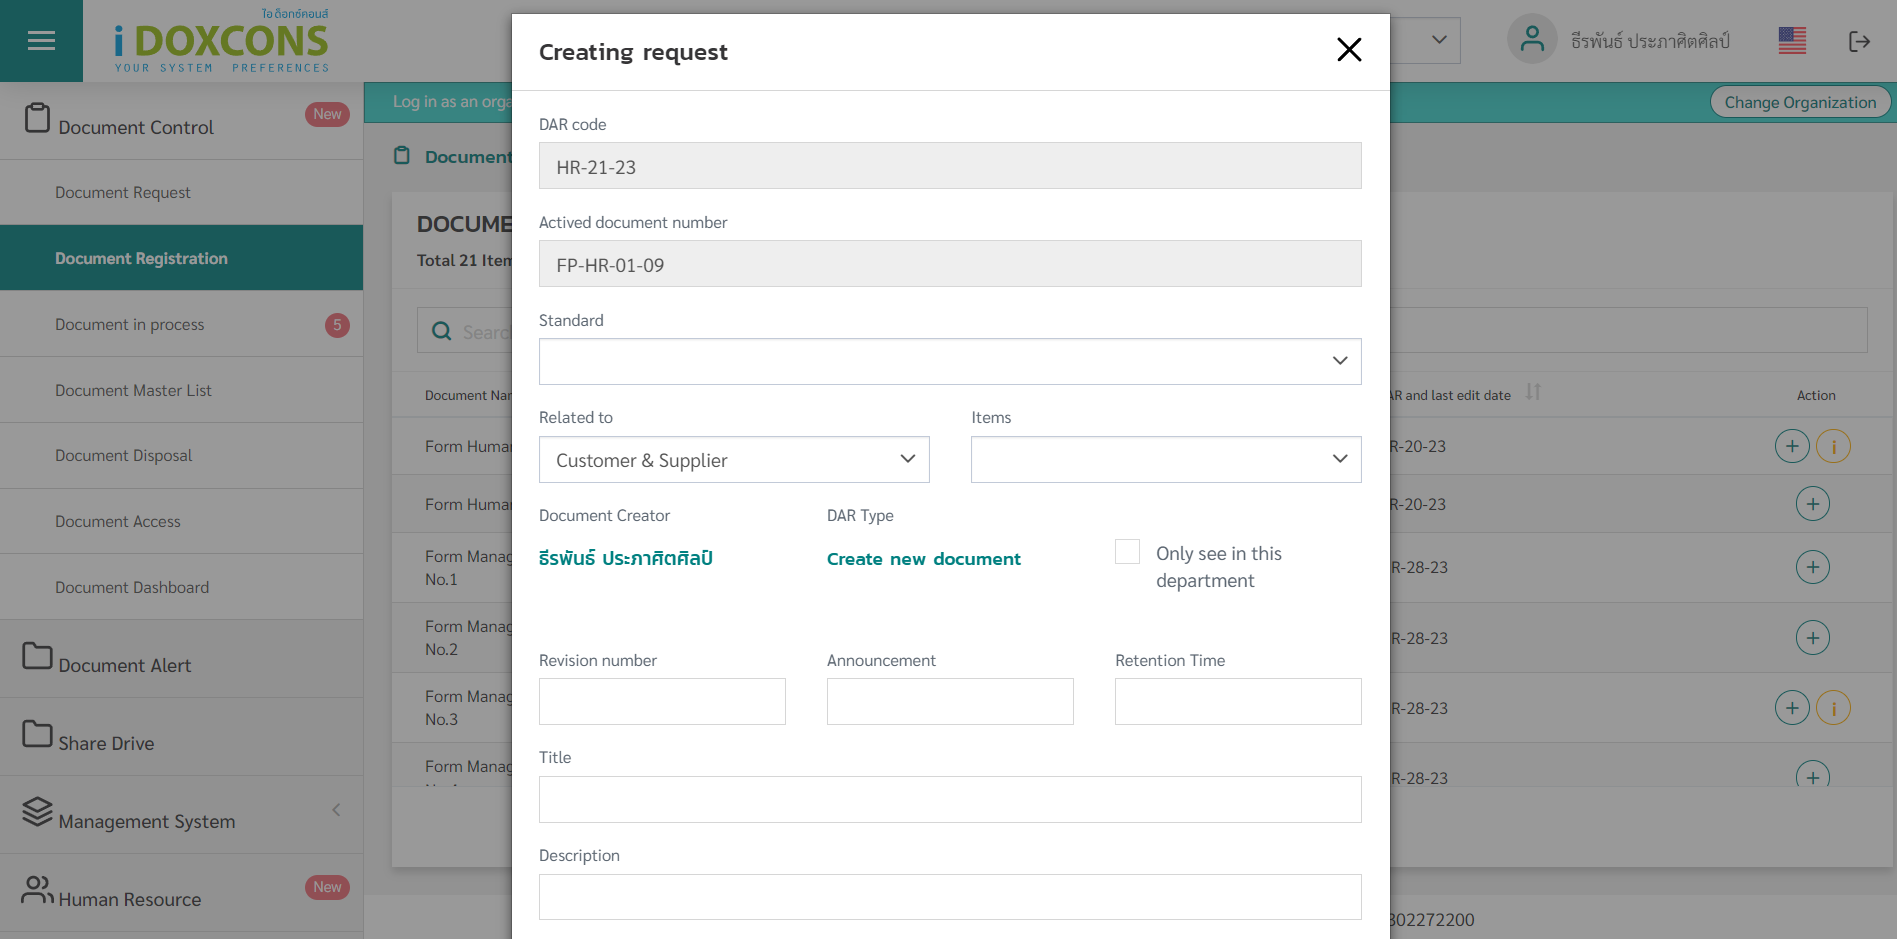 ไอ ด็อกซ์คอนส์
i DOXCONS
YOUR SYSTEM PREFERENCES
ธีรพันธ์ ประภาศิตศิลป์
Log in as an orga
Change Organization
Document Control
New
Document Request
Document Registration
Document in process
5
Document Master List
Document Disposal
Document Access
Document Dashboard
Document Alert
Share Drive
Management System
Human Resource
New
Document
DOCUME
Total 21 Item
Search
Document Nam
AR and last edit date
Action
Form Human
R-20-23
Form Human
R-20-23
Form Manag
No.1
R-28-23
Form Manag
No.2
R-28-23
Form Manag
No.3
R-28-23
Form Manag
R-28-23
302272200
Creating request
DAR code
HR-21-23
Actived document number
FP-HR-01-09
Standard
Related to
Items
Customer & Supplier
Document Creator
DAR Type
ธีรพันธ์ ประภาศิตศิลป์
Create new document
Only see in this
department
Revision number
Announcement
Retention Time
Title
Description